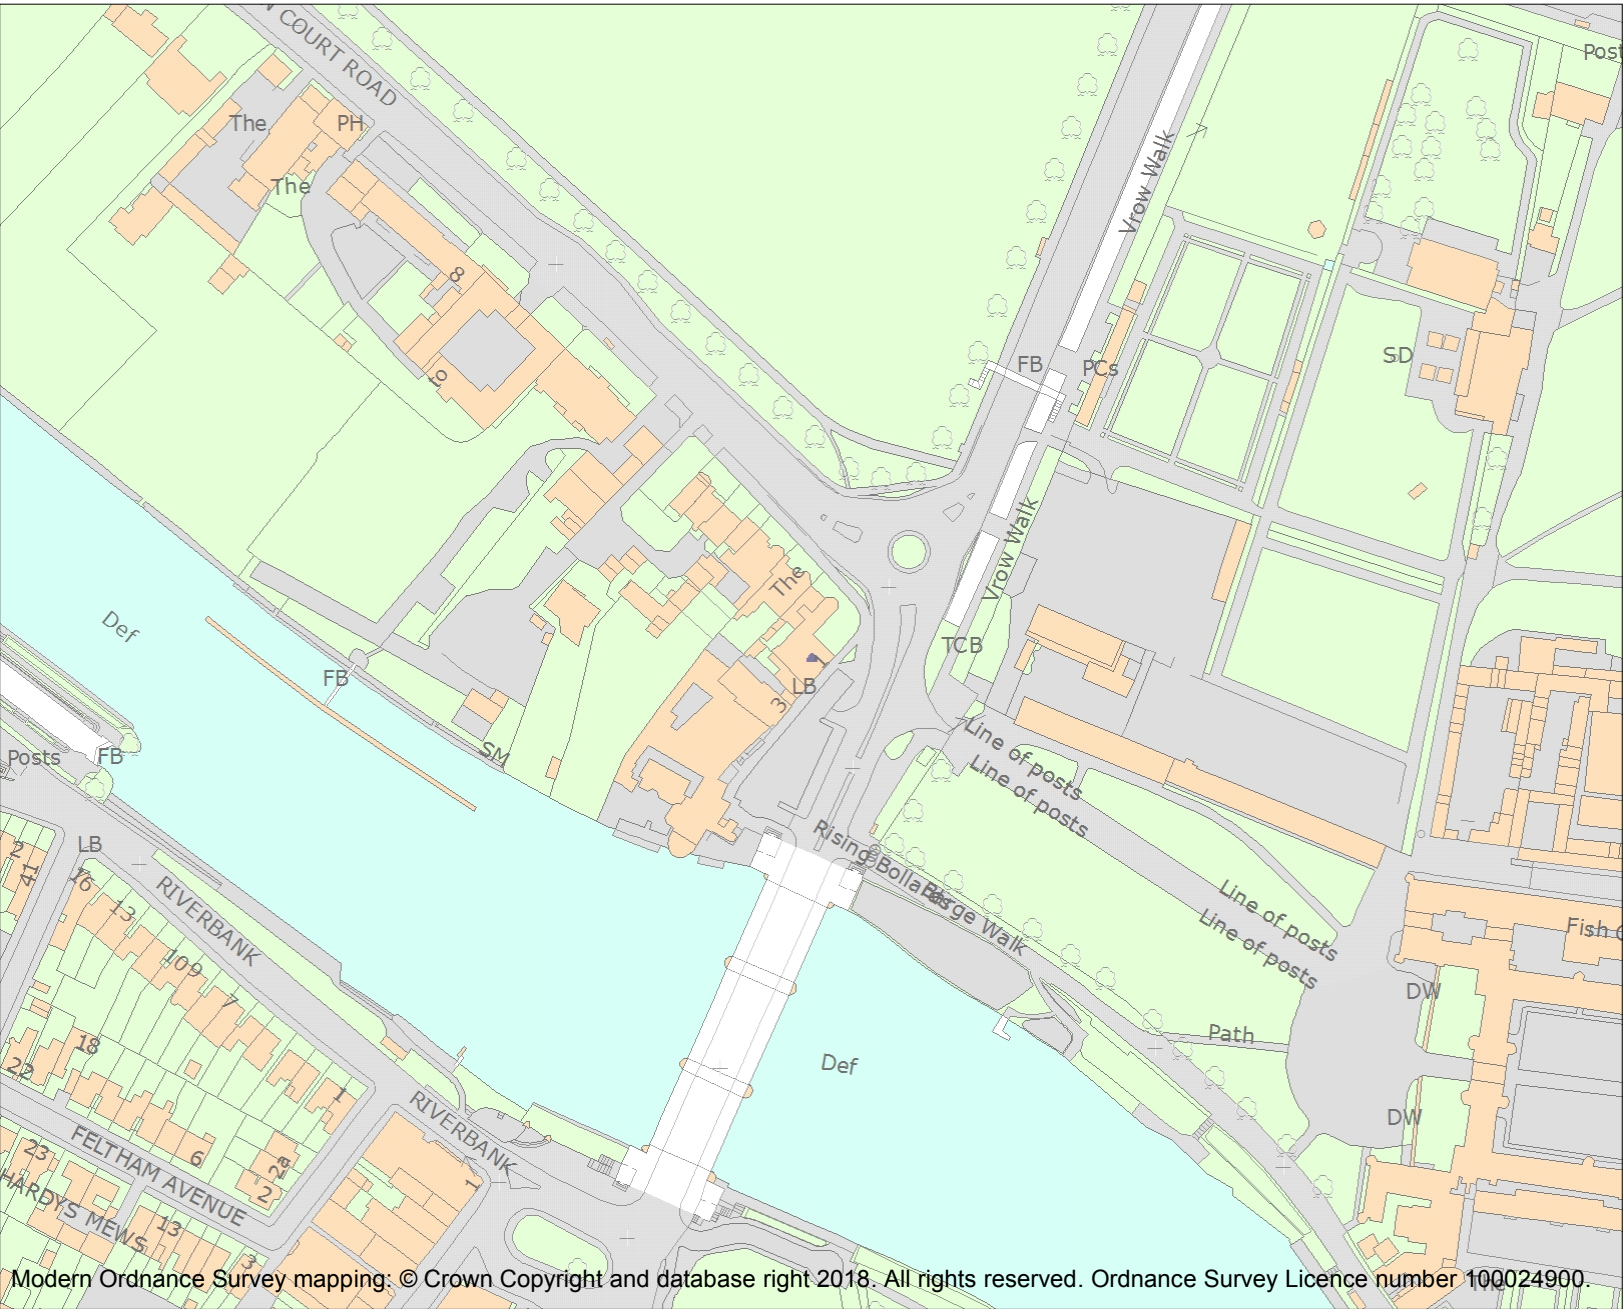 N COURT ROAD
Post
The
PH
The
Vrow Walk
8
9
FB
PCs
SD
Vrow Walk
The
Def
TCB
FB
1
LB
3
SM
Line of posts
Line of posts
Posts
FB
Rising Bollards
Barge Walk
LB
2
41
16
13
RIVERBANK
109
7
Line of posts
Line of posts
Fish C
DW
Path
18
22
Def
1
RIVERBANK
DW
23
FELTHAM AVENUE
6
2a
2
1
HARDYS MEWS
13
3
The
Modern Ordnance Survey mapping: © Crown Copyright and database right 2018. All rights reserved. Ordnance Survey Licence number 100024900.